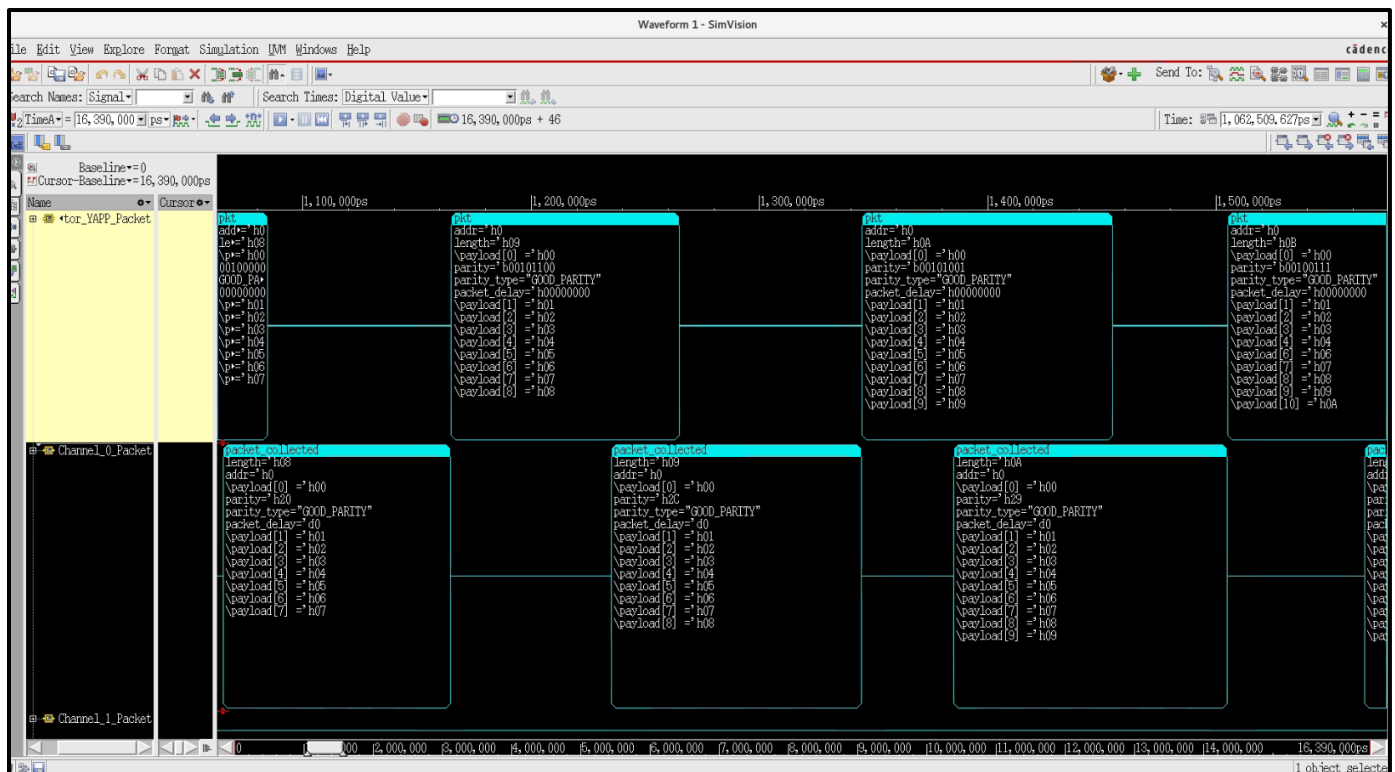 Waveform 1 - SimVision
ile Edit View Explore Format Simulation UVM Windows Help
cādenc
Send To:
Search Names: Signal
Search Times: Digital Value
TimeA = 16,390,000 ps
16,390,000ps + 46
Time: 1,062,509.627ps
Baseline=0
Cursor-Baseline=16,390,000ps
Name Cursor
1,100,000ps 1,200,000ps 1,300,000ps 1,400,000ps 1,500,000ps
tor_YAPP_Packet
pkt
add='h0
le='h08
\p='h00
00100000
GOOD_PA
00000000
\p='h01
\p='h02
\p='h03
\p='h04
\p='h05
\p='h06
\p='h07
pkt
addr='h0
length='h09
\payload[0] ='h00
parity='b00101100
parity_type="GOOD_PARITY"
packet_delay='h00000000
\payload[1] ='h01
\payload[2] ='h02
\payload[3] ='h03
\payload[4] ='h04
\payload[5] ='h05
\payload[6] ='h06
\payload[7] ='h07
\payload[8] ='h08
pkt
addr='h0
length='h0A
\payload[0] ='h00
parity='b00101001
parity_type="GOOD_PARITY"
packet_delay='h00000000
\payload[1] ='h01
\payload[2] ='h02
\payload[3] ='h03
\payload[4] ='h04
\payload[5] ='h05
\payload[6] ='h06
\payload[7] ='h07
\payload[8] ='h08
\payload[9] ='h09
pkt
addr='h0
length='h0B
\payload[0] ='h00
parity='b00100111
parity_type="GOOD_PARITY"
packet_delay='h00000000
\payload[1] ='h01
\payload[2] ='h02
\payload[3] ='h03
\payload[4] ='h04
\payload[6] ='h06
\payload[7] ='h07
\payload[8] ='h08
\payload[9] ='h09
\payload[10] ='h0A
Channel_0_Packet
packet_collected
length='h08
addr='h0
\payload[0] ='h00
parity='h20
parity_type="GOOD_PARITY"
packet_delay='d0
\payload[1] ='h01
\payload[2] ='h02
\payload[3] ='h03
\payload[4] ='h04
\payload[5] ='h05
\payload[6] ='h06
\payload[7] ='h07
packet_collected
length='h09
addr='h0
\payload[0] ='h00
parity='h2C
parity_type="GOOD_PARITY"
packet_delay='d0
\payload[1] ='h01
\payload[2] ='h02
\payload[3] ='h03
\payload[4] ='h04
\payload[5] ='h05
\payload[6] ='h06
\payload[7] ='h07
\payload[8] ='h08
packet_collected
length='h0A
addr='h0
\payload[0] ='h00
parity='h29
parity_type="GOOD_PARITY"
packet_delay='d0
\payload[1] ='h01
\payload[2] ='h02
\payload[3] ='h03
\payload[4] ='h04
\payload[5] ='h05
\payload[6] ='h06
\payload[7] ='h07
\payload[8] ='h08
\payload[9] ='h09
Channel_1_Packet
0 2,000,000 3,000,000 4,000,000 5,000,000 6,000,000 7,000,000 8,000,000 9,000,000 10,000,000 11,000,000 12,000,000 13,000,000 14,000,000 16,390,000ps
1 object selecte